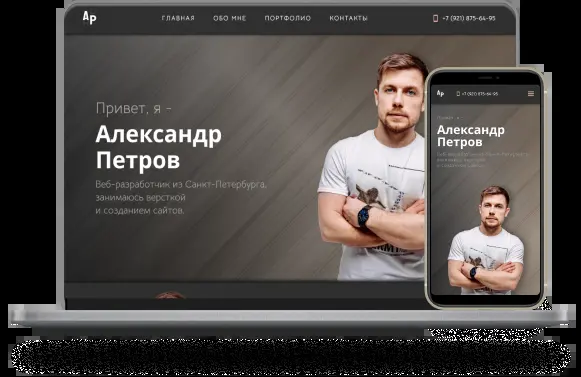 Ap
ГЛАВНАЯ ОБО МНЕ ПОРТФОЛИО КОНТАКТЫ +7 (921) 875-64-95
Привет, я -
Александр
Петров
Веб-разработчик из Санкт-Петербурга,
занимаюсь версткой
и созданием сайтов.
Ap +7 (921) 875-64-95
Привет, я -
Александр
Петров